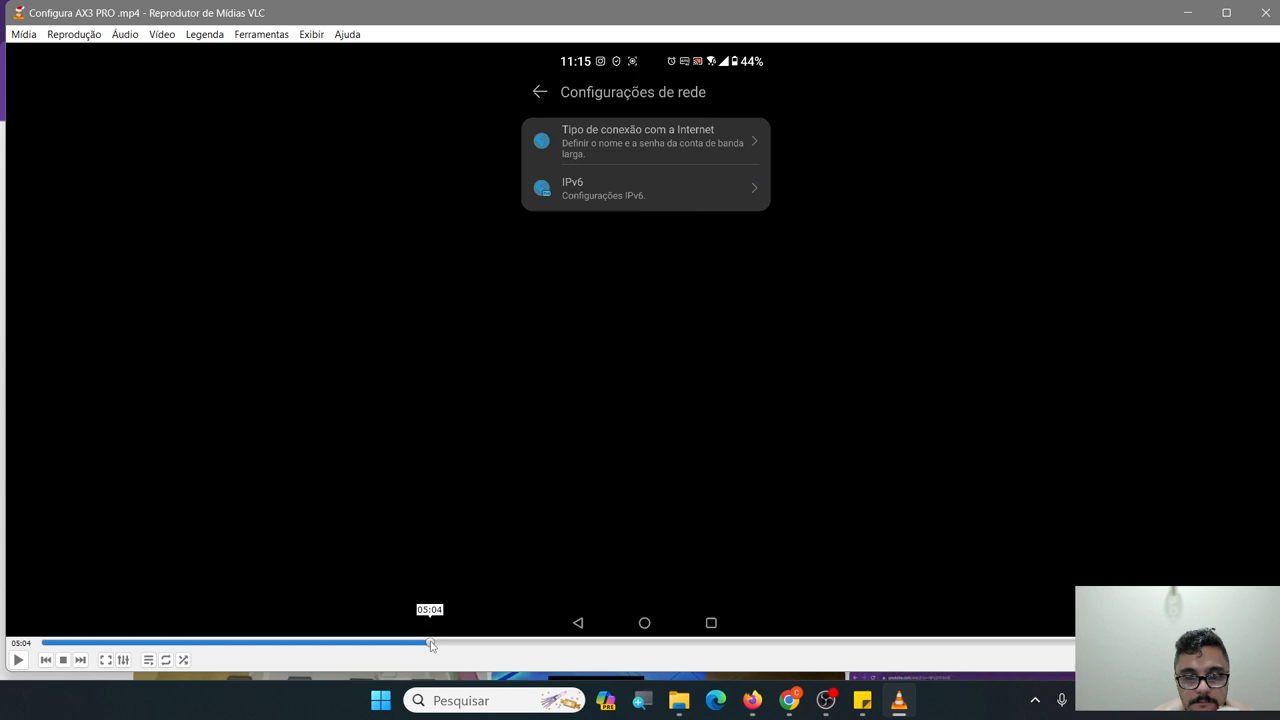 Configura AX3 PRO .mp4 - Reprodutor de Mídias VLC
Mídia Reprodução Áudio Vídeo Legenda Ferramentas Exibir Ajuda
11:15 44%
Configurações de rede
Tipo de conexão com a Internet
Definir o nome e a senha da conta de banda
larga.
IPv6
Configurações IPv6.
05:04
05:04
Pesquisar
PRE